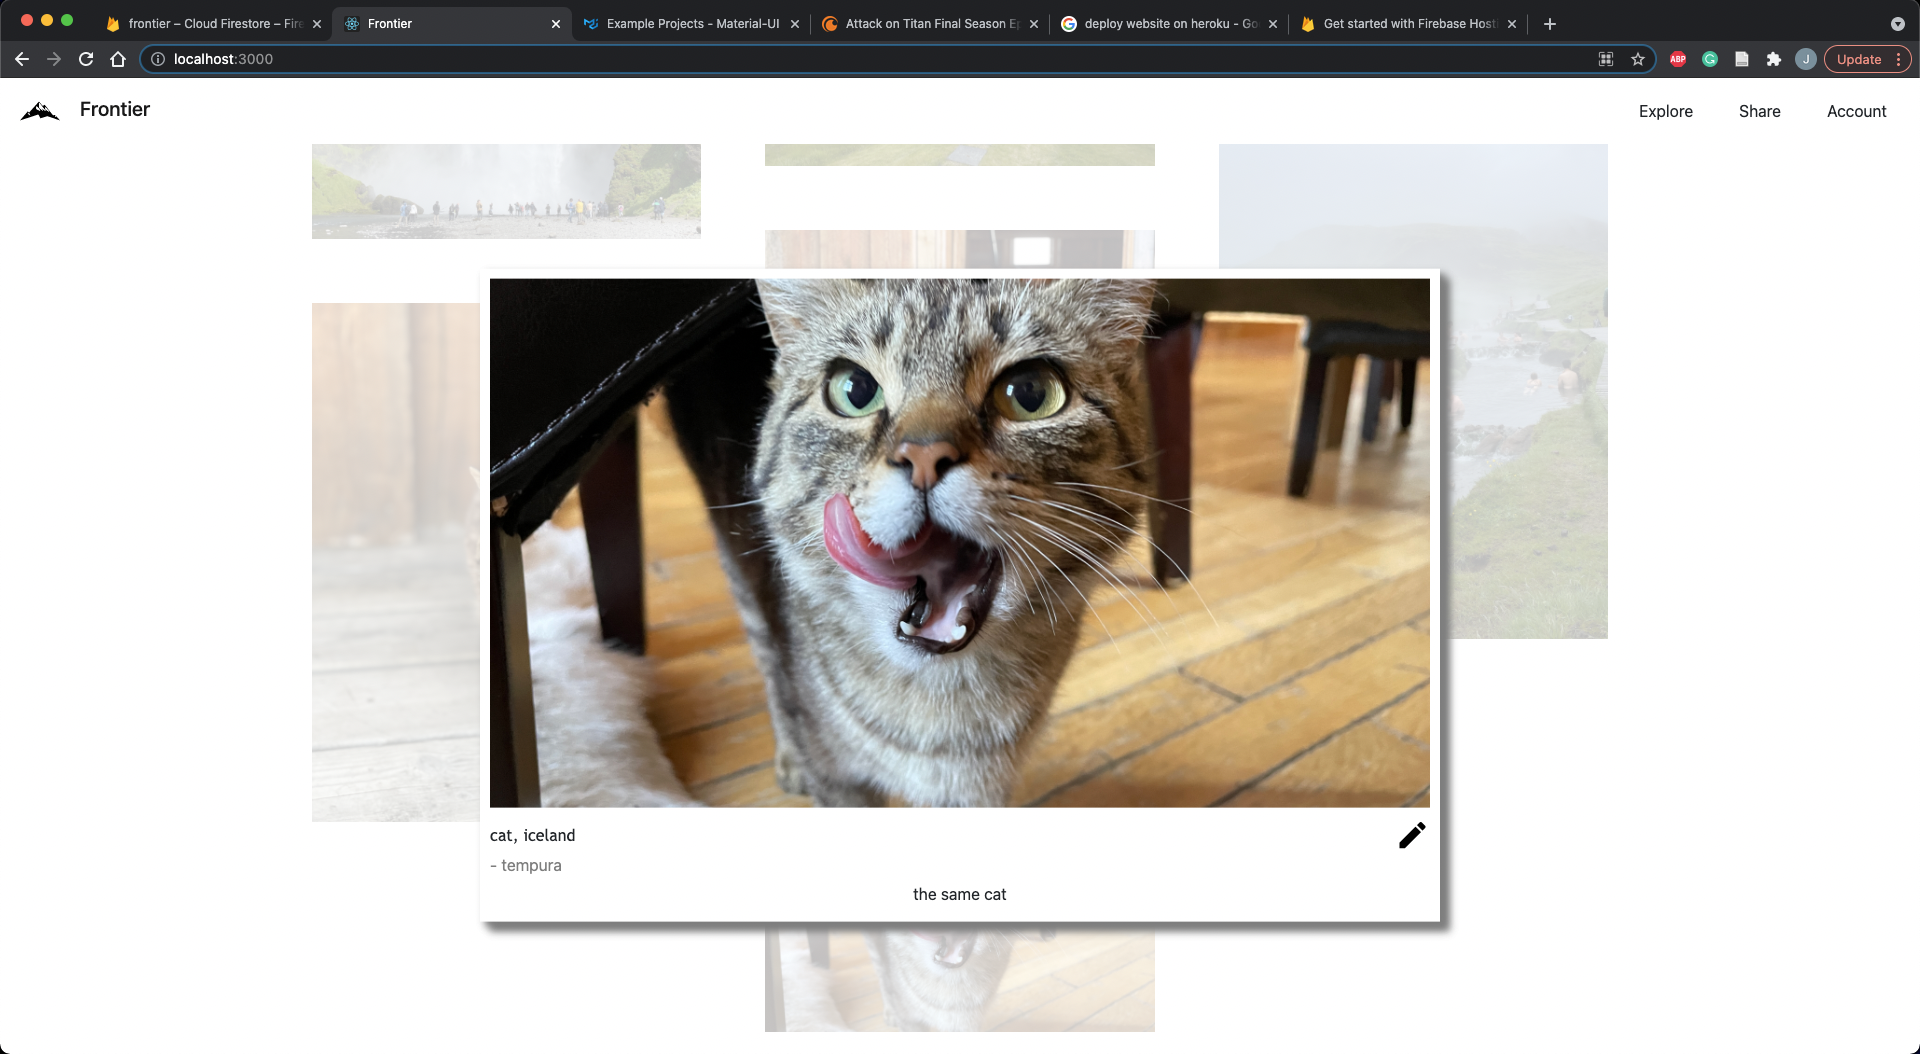 frontier – Cloud Firestore – Fire
Frontier
Example Projects - Material-UI
Attack on Titan Final Season Ep
deploy website on heroku - Go
Get started with Firebase Host
localhost:3000
ABP
J
Update
Frontier
Explore
Share
Account
cat, iceland
- tempura
the same cat